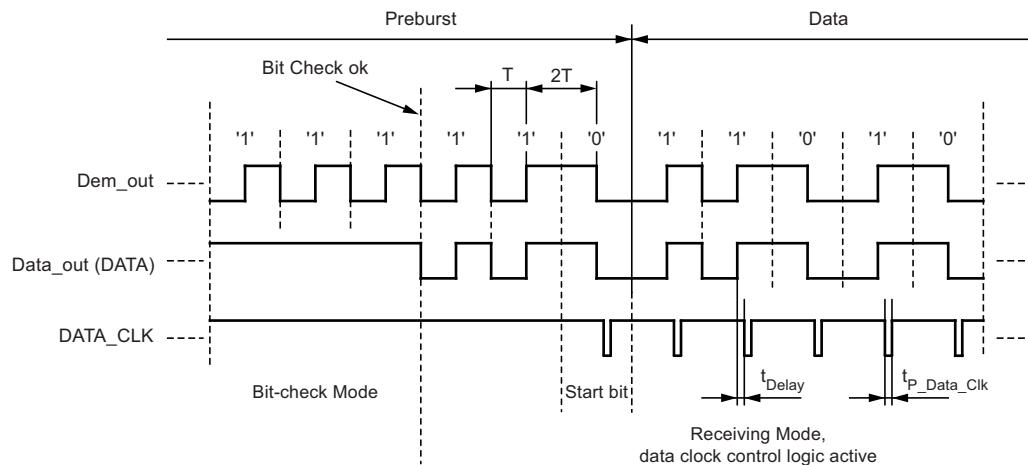 Preburst Data
Bit Check ok
T 2T
'1' '1' '1' '1' '1' '0' '1' '1' '0' '1' '0'
Dem_out
Data_out (DATA)
DATA_CLK
tDelay tP_Data_Clk
Bit-check Mode Start bit
Receiving Mode,
data clock control logic active